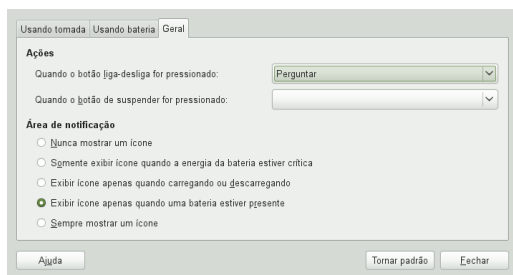 Usando tomada Usando bateria Geral
Ações
Quando o botão liga-desliga for pressionado: Perguntar
Quando o botão de suspender for pressionado:
Área de notificação
Nunca mostrar um ícone
Somente exibir ícone quando a energia da bateria estiver crítica
Exibir ícone apenas quando carregando ou descarregando
Exibir ícone apenas quando uma bateria estiver presente
Sempre mostrar um ícone
Ajuda Tornar padrão Fechar